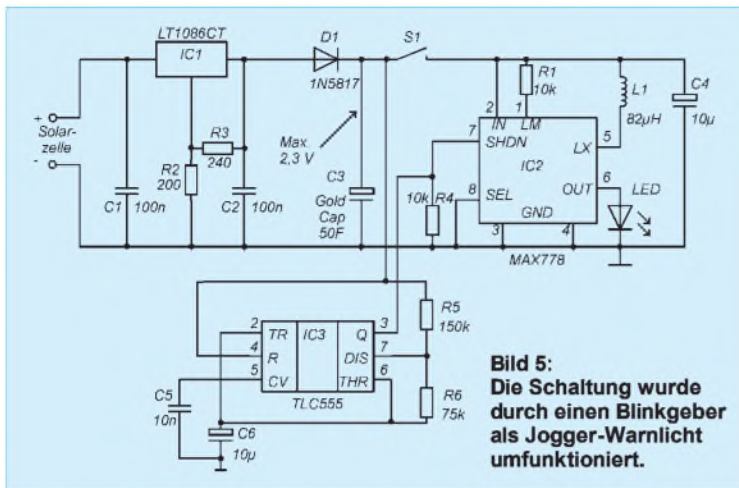 LT1086CT
IC1
D1
1N5817
S1
+
Solar-
zelle
-
R3
240
R2
200
C1
100n
C2
100n
Max.
2,3 V
C3
Gold
Cap
50F
10k
R4
R1
10k
L1
82µH
C4
10µ
2
IN
1
LM
7
SHDN
LX
5
IC2
OUT
6
8
SEL
GND
3
4
MAX778
LED
2
TR
IC3
Q
3
4
R
DIS
7
5
CV
THR
6
TLC555
R5
150k
R6
75k
C5
10n
C6
10µ
Bild 5:
Die Schaltung wurde
durch einen Blinkgeber
als Jogger-Warnlicht
umfunktioniert.